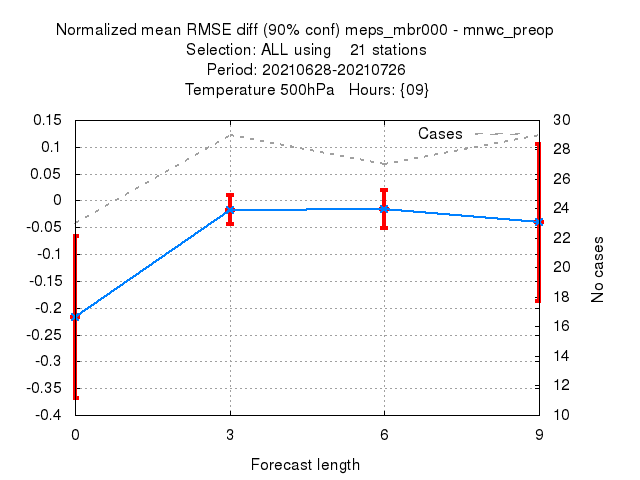 Normalized mean RMSE diff (90% conf) meps_mbr000 - mnwc_preop
Selection: ALL using 21 stations
Period: 20210628-20210726
Temperature 500hPa Hours: {09}
Cases
0.15
0.1
0.05
0
-0.05
-0.1
-0.15
-0.2
-0.25
-0.3
-0.35
-0.4
30
28
26
24
22
20
18
16
14
12
10
No cases
0 3 6 9
Forecast length